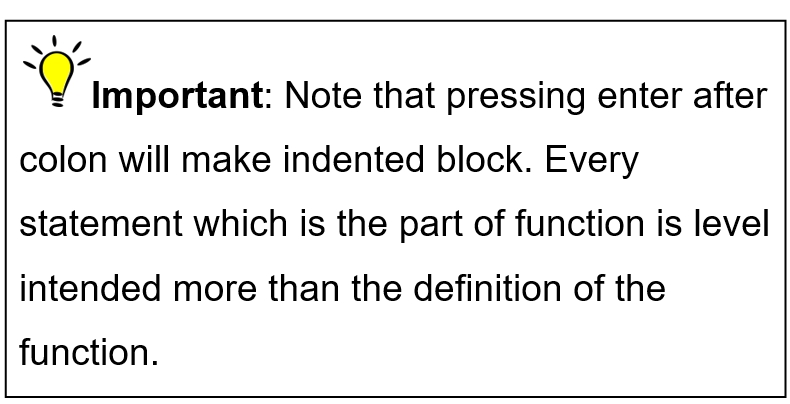 Important: Note that pressing enter after
colon will make indented block. Every
statement which is the part of function is level
intended more than the definition of the
function.